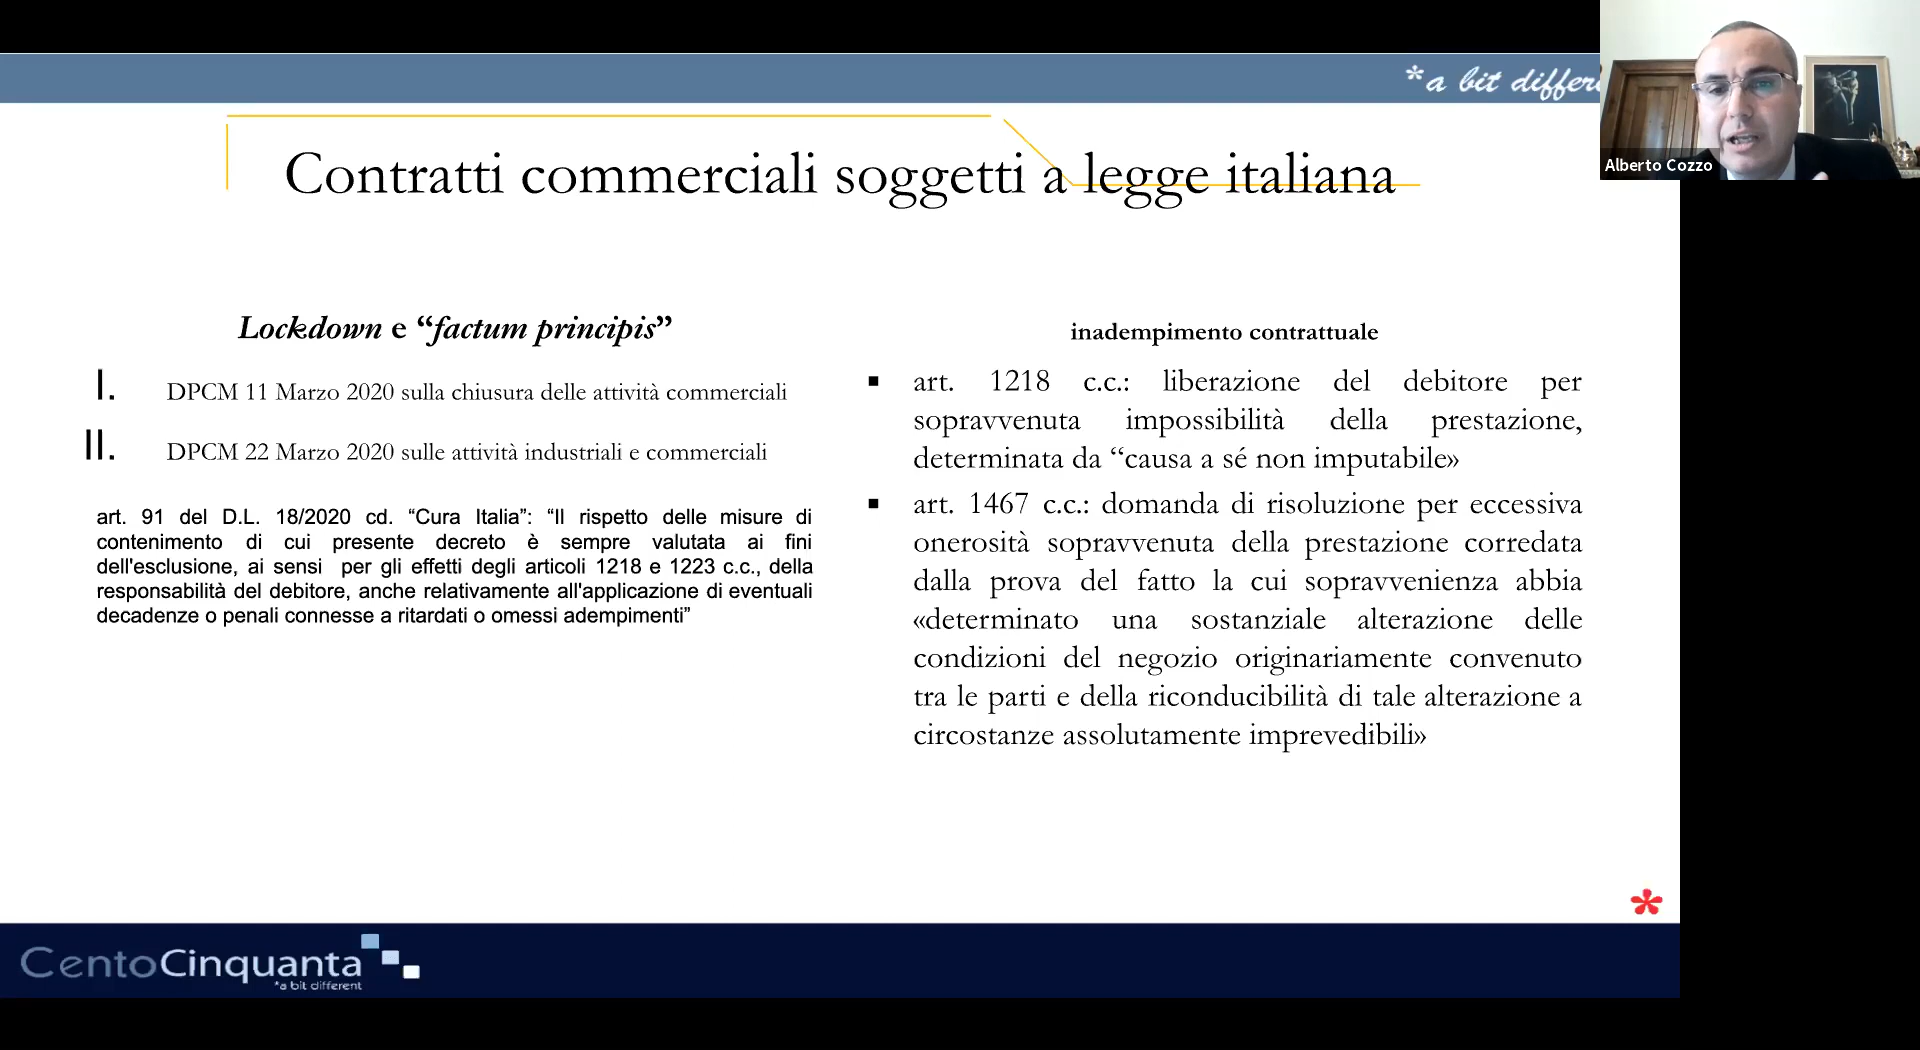 *a bit differ
Alberto Cozzo
Contratti commerciali soggetti a legge italiana
Lockdown e “factum principis”
I. DPCM 11 Marzo 2020 sulla chiusura delle attività commerciali
II. DPCM 22 Marzo 2020 sulle attività industriali e commerciali
art. 91 del D.L. 18/2020 cd. “Cura Italia”: “Il rispetto delle misure di
contenimento di cui presente decreto è sempre valutata ai fini
dell'esclusione, ai sensi per gli effetti degli articoli 1218 e 1223 c.c., della
responsabilità del debitore, anche relativamente all'applicazione di eventuali
decadenze o penali connesse a ritardati o omessi adempimenti”
inadempimento contrattuale
▪ art. 1218 c.c.: liberazione del debitore per
sopravvenuta impossibilità della prestazione,
determinata da “causa a sé non imputabile»
▪ art. 1467 c.c.: domanda di risoluzione per eccessiva
onerosità sopravvenuta della prestazione corredata
dalla prova del fatto la cui sopravvenienza abbia
«determinato una sostanziale alterazione delle
condizioni del negozio originariamente convenuto
tra le parti e della riconducibilità di tale alterazione a
circostanze assolutamente imprevedibili»
*
CentoCinquanta
*a bit different